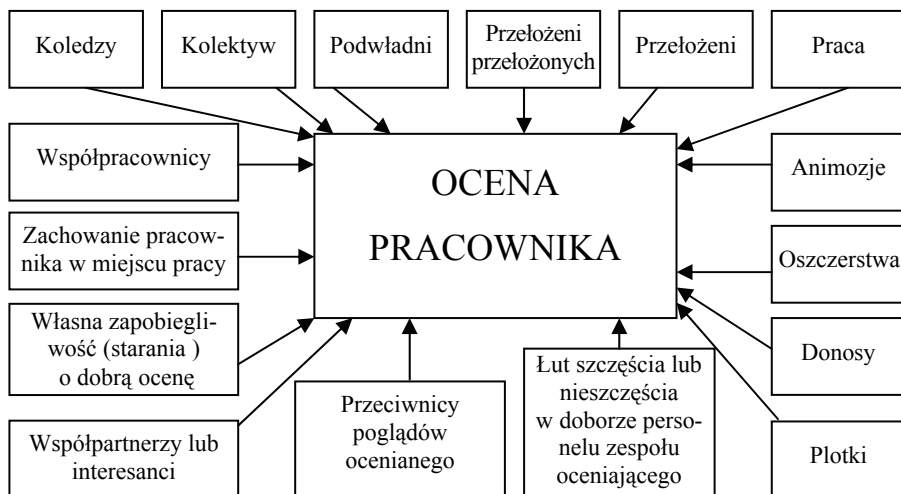 Koledzy
Kolektyw
Podwładni
Przełożeni
przełożonych
Przełożeni
Praca
Współpracownicy
OCENA
PRACOWNIKA
Animozje
Zachowanie pracow-
nika w miejscu pracy
Oszczerstwa
Własna zapobiegli-
wość (starania )
o dobrą ocenę
Donosy
Współpartnerzy lub
interesanci
Przeciwnicy
poglądów
ocenianego
Łut szczęścia lub
nieszczęścia
w doborze perso-
nelu zespołu
oceniającego
Plotki